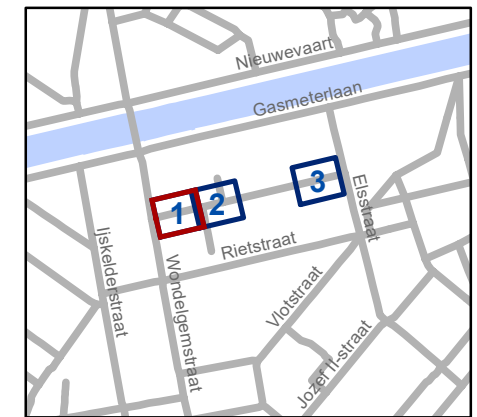 Nieuwevaart
Gasmeterlaan
1
2
3
Elsstraat
Rietstraat
Ijskelderstraat
Wondelgemstraat
Vlotstraat
Jozef II-straat